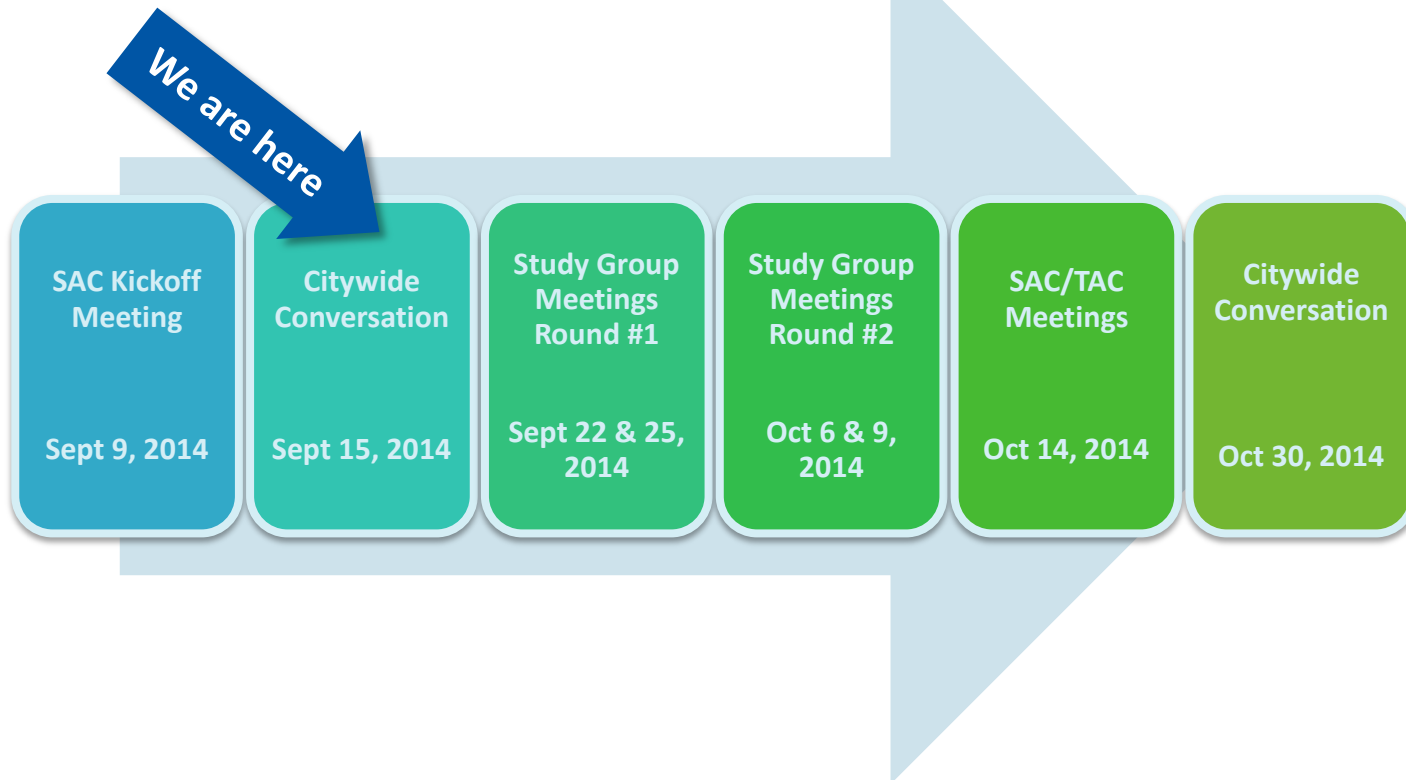 We are here
SAC Kickoff
Meeting
Sept 9, 2014
Citywide
Conversation
Sept 15, 2014
Study Group
Meetings
Round #1
Sept 22 & 25,
2014
Study Group
Meetings
Round #2
Oct 6 & 9,
2014
SAC/TAC
Meetings
Oct 14, 2014
Citywide
Conversation
Oct 30, 2014